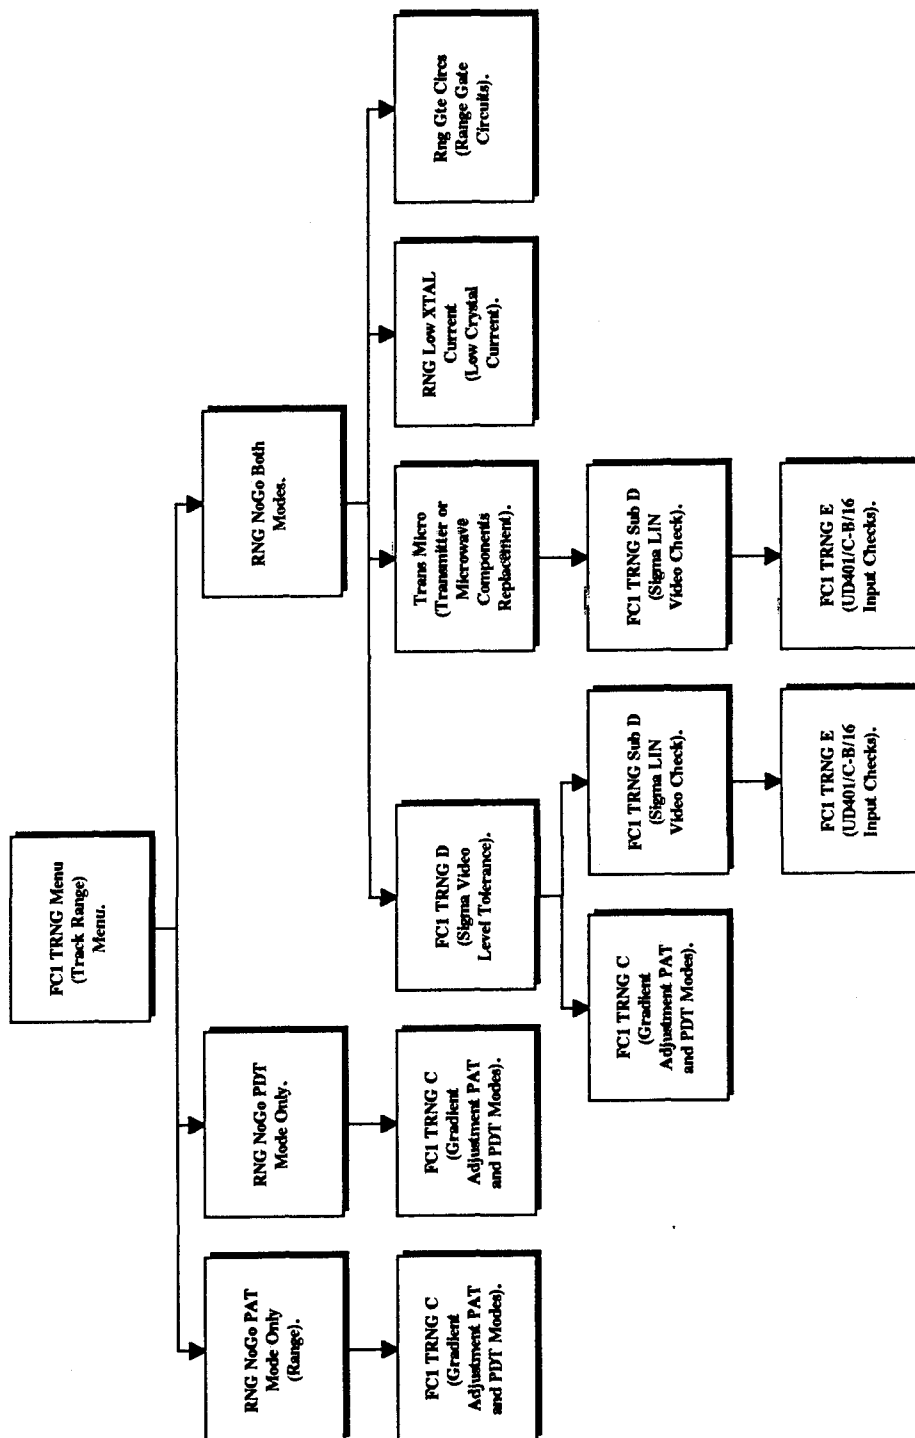 FC1 TRNG Menu
(Track Range)
Menu.
RNG NoGo PAT
Mode Only
(Range).
RNG NoGo PDT
Mode Only.
RNG NoGo Both
Modes.
FC1 TRNG C
(Gradient
Adjustment PAT
and PDT Modes).
FC1 TRNG C
(Gradient
Adjustment PAT
and PDT Modes).
FC1 TRNG D
(Sigma Video
Level Tolerance).
Trans Micro
(Transmitter or
Microwave
Components
Replacement).
RNG Low XTAL
Current
(Low Crystal
Current).
Rng Gte Circs
(Range Gate
Circuits).
FC1 TRNG C
(Gradient
Adjustment PAT
and PDT Modes).
FC1 TRNG Sub D
(Sigma LIN
Video Check).
FC1 TRNG Sub D
(Sigma LIN
Video Check).
FC1 TRNG E
(UD401/C-B/16
Input Checks).
FC1 TRNG E
(UD401/C-B/16
Input Checks).